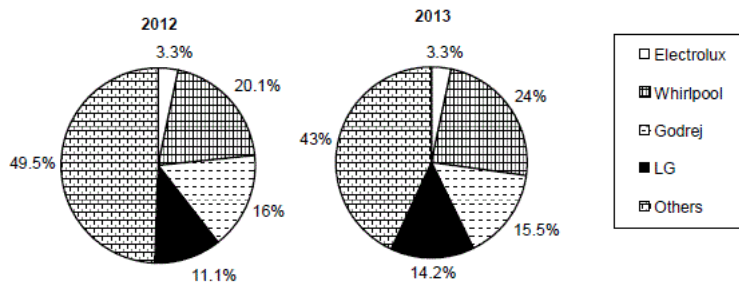 2012
3.3%
20.1%
16%
11.1%
49.5%
2013
3.3%
24%
15.5%
14.2%
43%
Electrolux
Whirlpool
Godrej
LG
Others